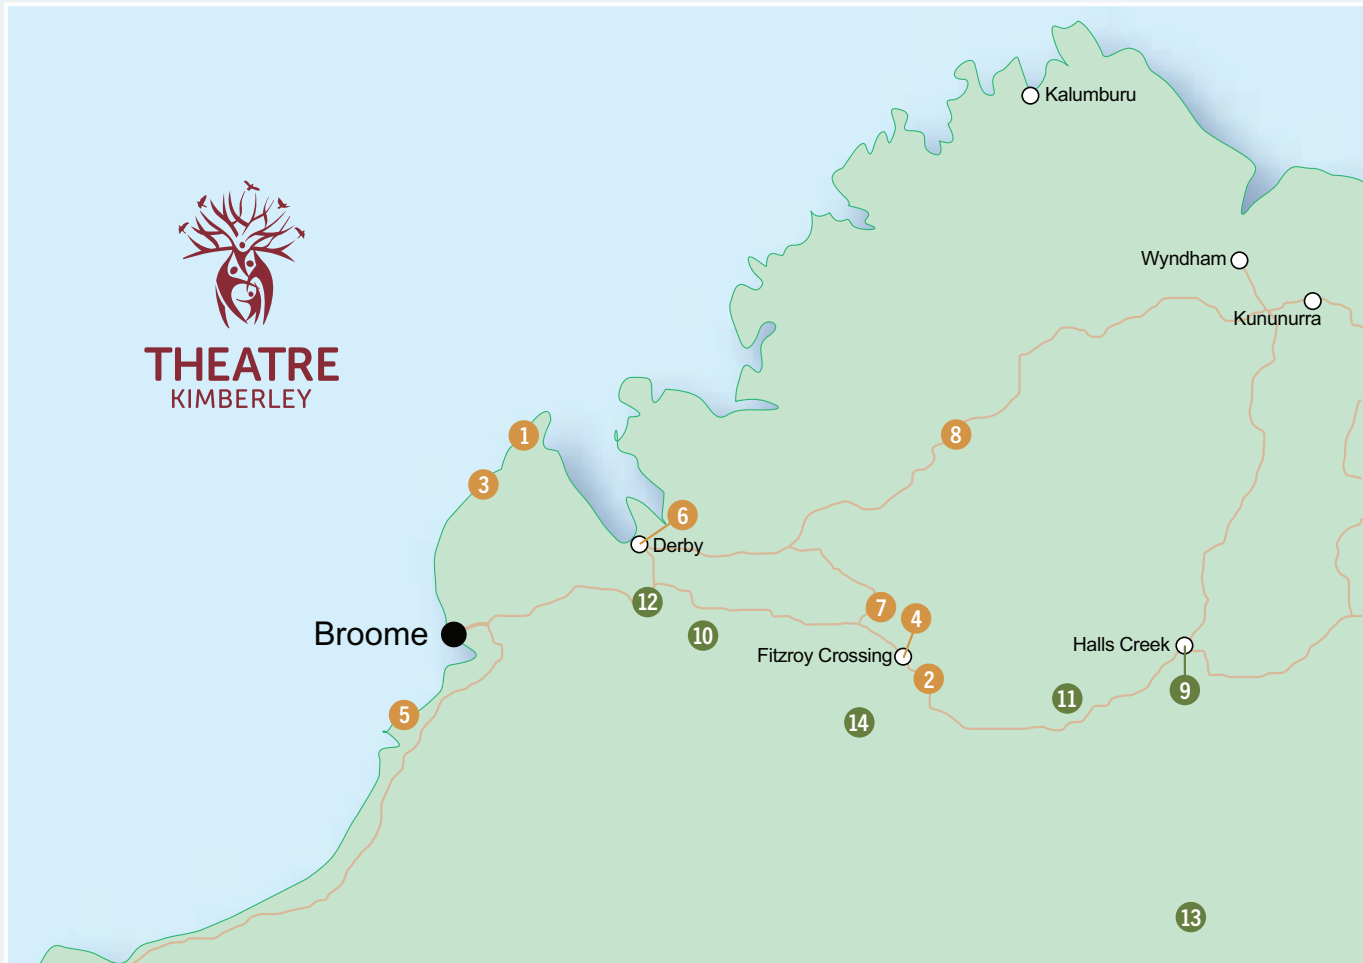 Kalumburu
Wyndham
Kununurra
THEATRE
KIMBERLEY
1
8
3
6
Derby
12
7
4
10
Broome
Fitzroy Crossing
Halls Creek
2
11
9
5
14
13